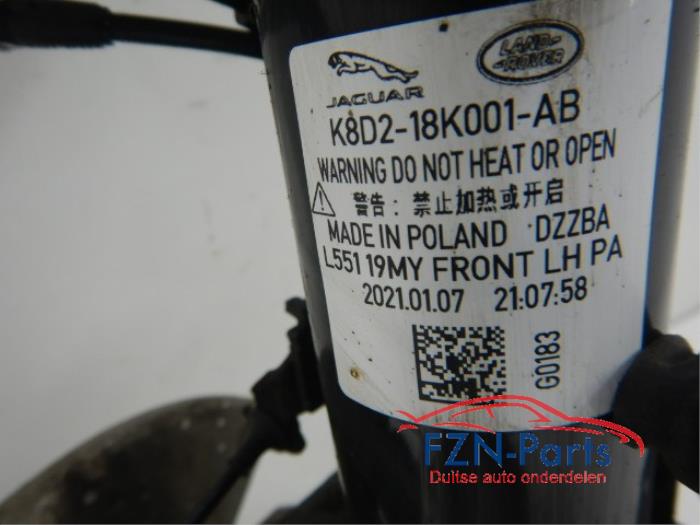 JAGUAR
LAND-
-ROVER
K8D2-18K001-AB
WARNING DO NOT HEAT OR OPEN
警告：禁止加热或开启
MADE IN POLAND DZZBA
L551 19MY FRONT LH PA
2021.01.07 21:07:58
G0183
FZN-Parts
Duitse auto onderdelen